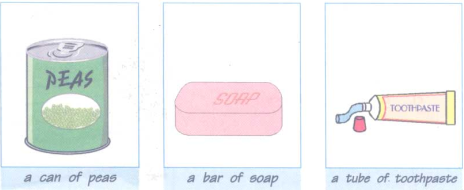 PEAS
a can of peas
SOAP
a bar of soap
TOOTHPASTE
a tube of toothpaste